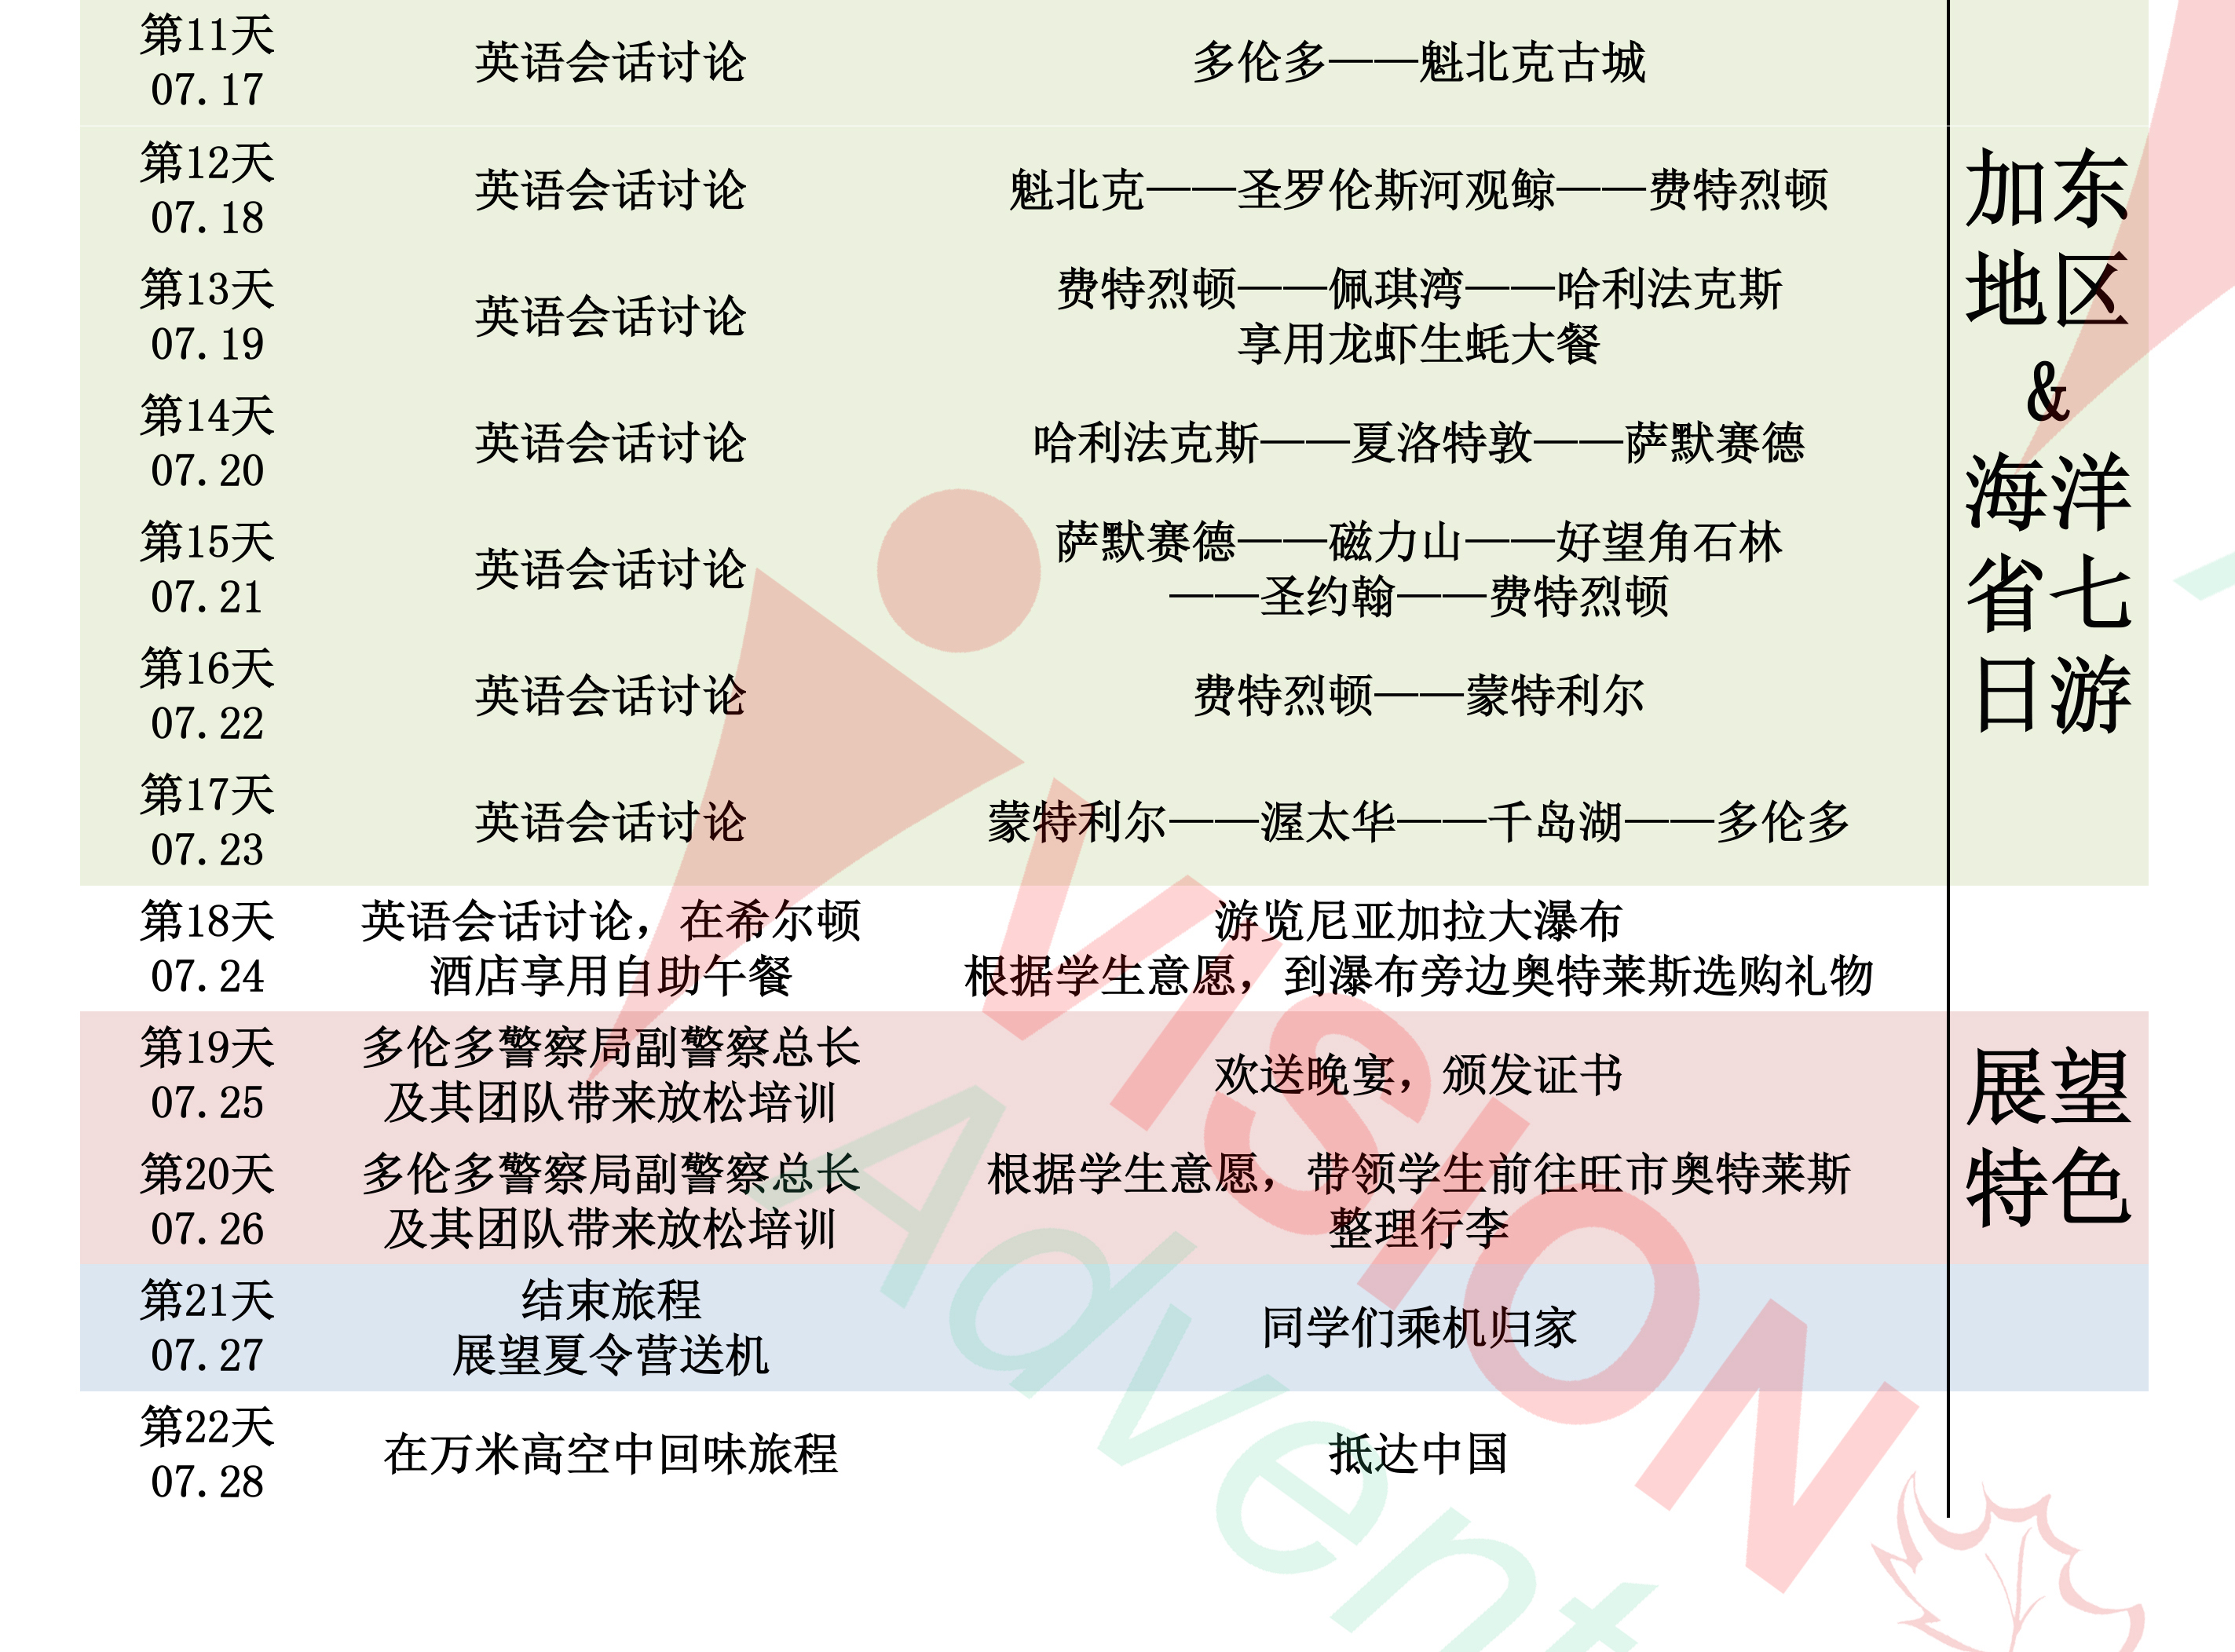 第11天
07.17
英语会话讨论
多伦多——魁北克古城
第12天
07.18
英语会话讨论
魁北克——圣罗伦斯河观鲸——费特烈顿
第13天
07.19
英语会话讨论
费特烈顿——佩琪湾——哈利法克斯
享用龙虾生蚝大餐
第14天
07.20
英语会话讨论
哈利法克斯——夏洛特敦——萨默赛德
第15天
07.21
英语会话讨论
萨默赛德——磁力山——好望角石林
——圣约翰——费特烈顿
第16天
07.22
英语会话讨论
费特烈顿——蒙特利尔
第17天
07.23
英语会话讨论
蒙特利尔——渥太华——千岛湖——多伦多
加东
地区
&
海洋
省七
日游
第18天
07.24
英语会话讨论，在希尔顿
酒店享用自助午餐
游览尼亚加拉大瀑布
根据学生意愿，到瀑布旁边奥特莱斯选购礼物
第19天
07.25
多伦多警察局副警察总长
及其团队带来放松培训
欢送晚宴，颁发证书
第20天
07.26
多伦多警察局副警察总长
及其团队带来放松培训
根据学生意愿，带领学生前往旺市奥特莱斯
整理行李
展望
特色
第21天
07.27
结束旅程
展望夏令营送机
同学们乘机归家
第22天
07.28
在万米高空中回味旅程
抵达中国
VISION
Advent